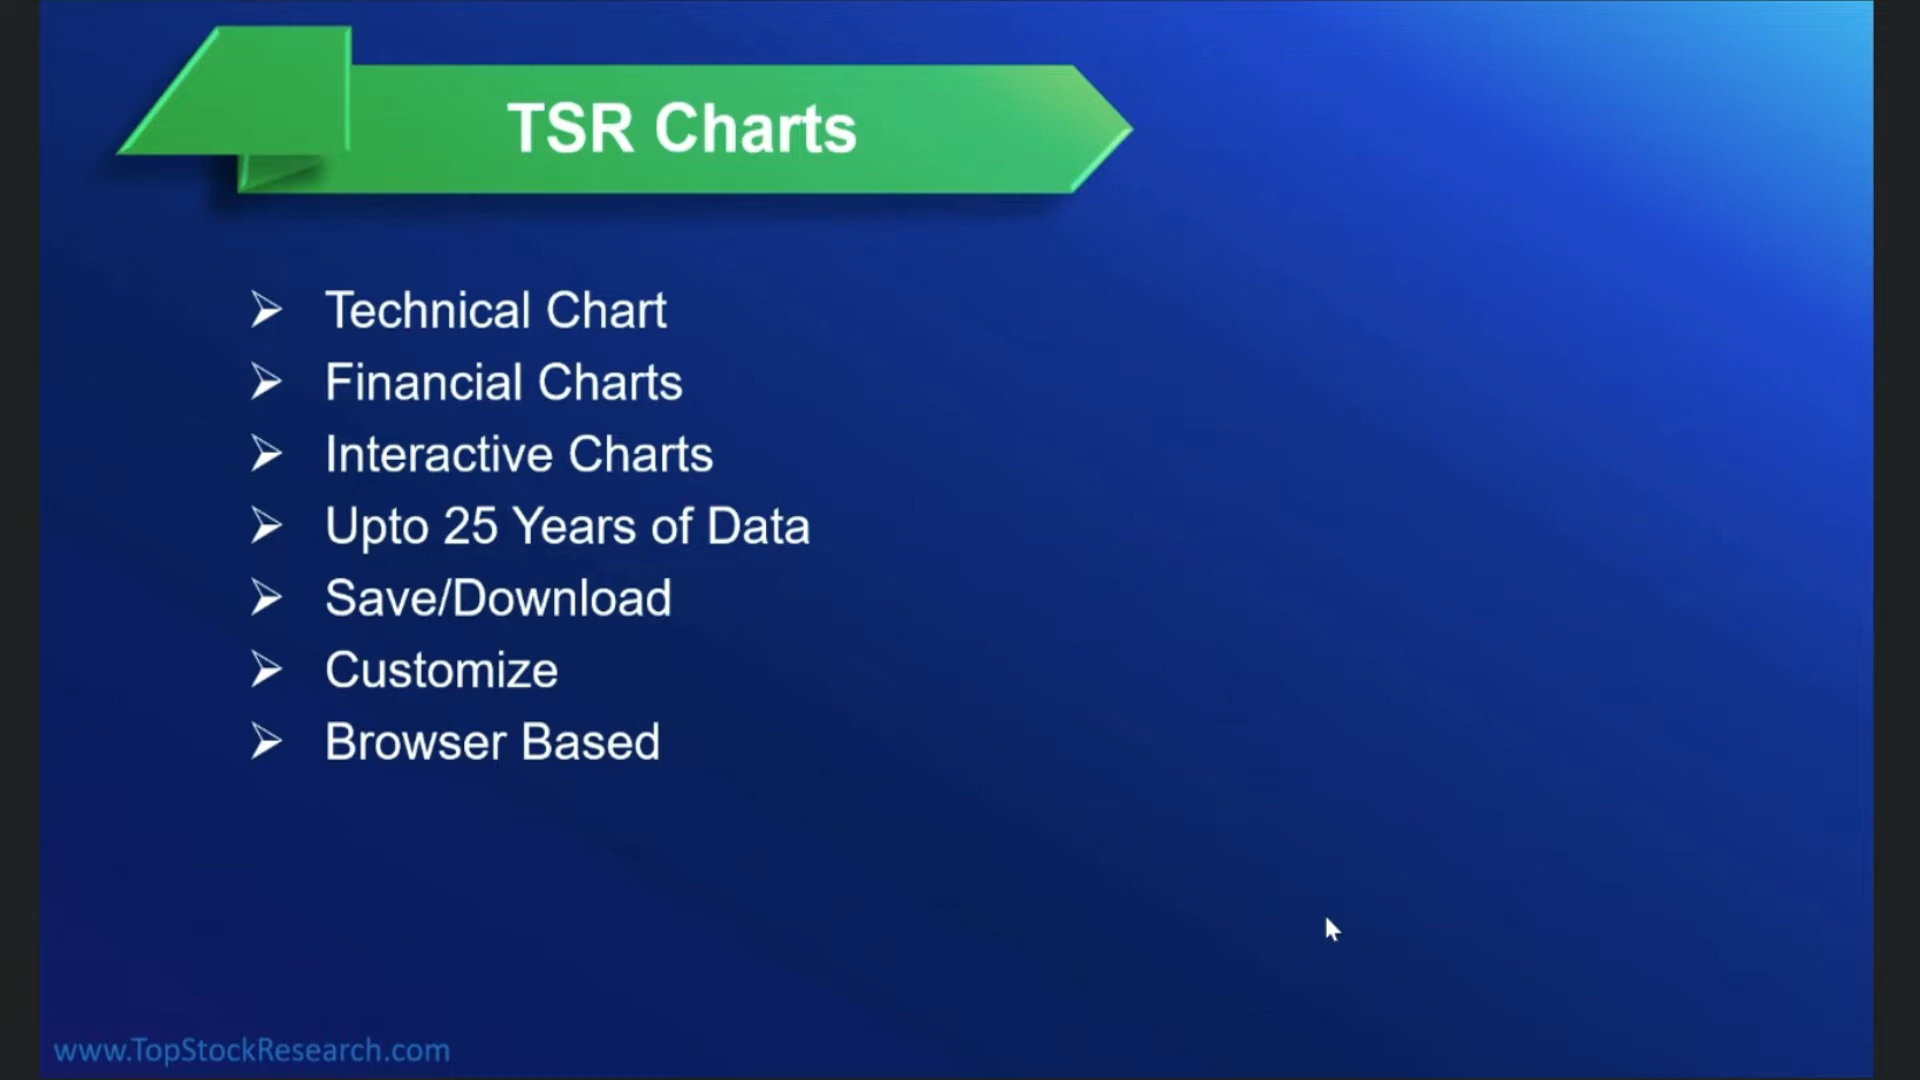 TSR Charts
Technical Chart
Financial Charts
Interactive Charts
Upto 25 Years of Data
Save/Download
Customize
Browser Based
www.TopStockResearch.com